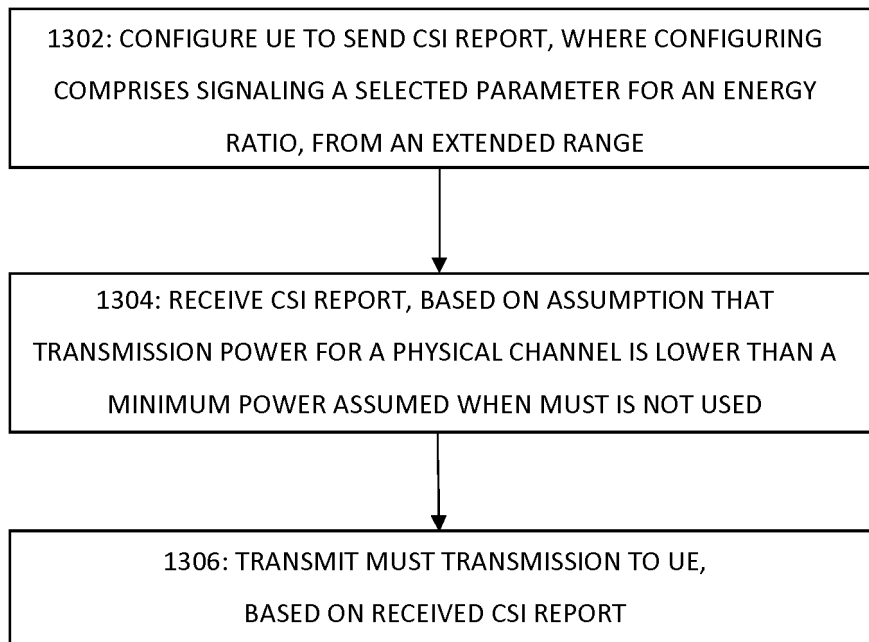 1302: CONFIGURE UE TO SEND CSI REPORT, WHERE CONFIGURING
COMPRISES SIGNALING A SELECTED PARAMETER FOR AN ENERGY
RATIO, FROM AN EXTENDED RANGE
1304: RECEIVE CSI REPORT, BASED ON ASSUMPTION THAT
TRANSMISSION POWER FOR A PHYSICAL CHANNEL IS LOWER THAN A
MINIMUM POWER ASSUMED WHEN MUST IS NOT USED
1306: TRANSMIT MUST TRANSMISSION TO UE,
BASED ON RECEIVED CSI REPORT